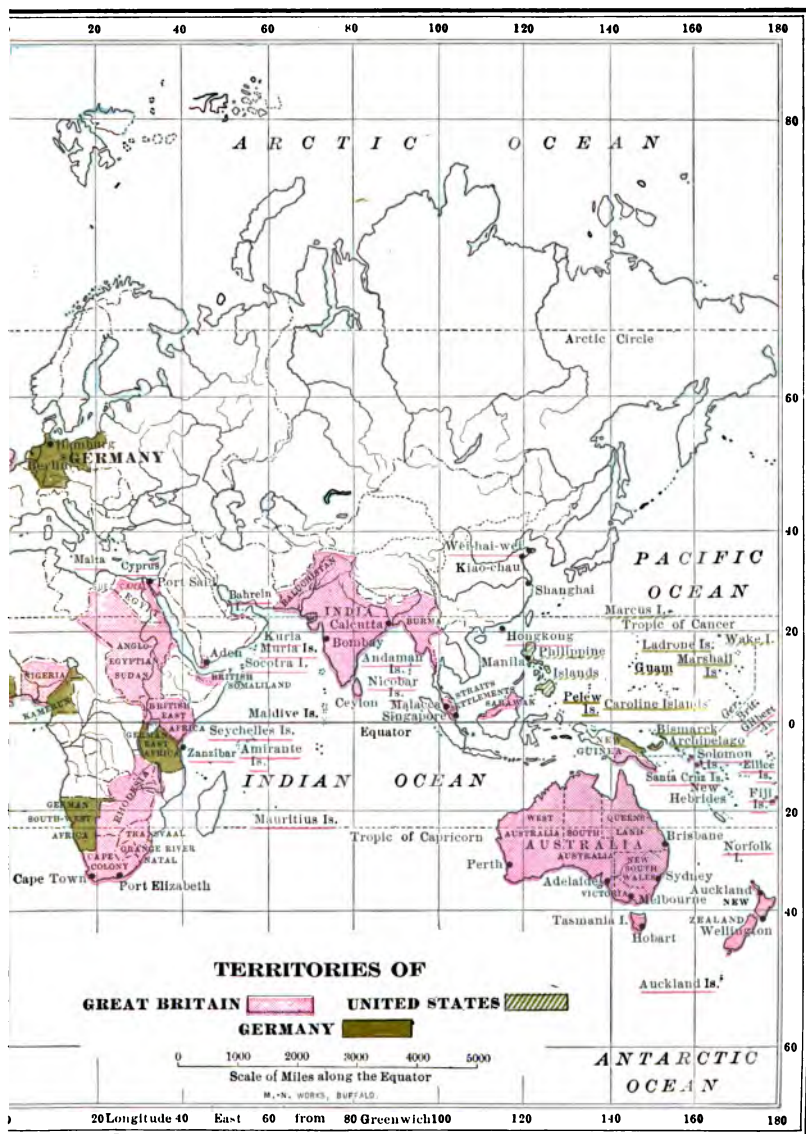 20 40 60 80 100 120 140 160 180
80
ARCTIC OCEAN
Arctic Circle
60
Hamburg
Berlin
GERMANY
40
Malta
Cyprus
Port Said
Wei-hai-wei
Kiao-chau
Shanghai
PACIFIC
OCEAN
Marcus I.
Tropic of Cancer
EGYPT
Bahrein
BALUCHISTAN
INDIA
Calcutta
BURMA
Bombay
Hongkong
20
Ladrone Is.
Wake I.
Guam
Marshall
Is.
Manila
Philippine
Islands
ANGLO-
EGYPTIAN
SUDAN
Aden
Kuria
Muria Is.
Socotra I.
BRITISH
SOMALILAND
Andaman
Is.
Nicobar
Is.
Ceylon
Maldive Is.
NIGERIA
KAMERUN
Malacca
Singapore
STRAITS
SETTLEMENTS
SARAWAK
Pelew
Is.
Caroline Islands
Gilbert
Equator
0
BRITISH
EAST
AFRICA
GERMAN
EAST
AFRICA
Seychelles Is.
Zanzibar
Amirante
Is.
NEW
GUINEA
Bismarck
Archipelago
Solomon
Is.
Santa Cruz Is.
Ellice
Is.
New
Hebrides
Fiji
Is.
INDIAN OCEAN
Mauritius Is.
20
Tropic of Capricorn
GERMAN
SOUTH-WEST
AFRICA
RHODESIA
TRANSVAAL
ORANGE RIVER
NATAL
CAPE
COLONY
Cape Town
Port Elizabeth
WEST
AUSTRALIA
SOUTH
AUSTRALIA
QUEENS
LAND
AUSTRALIA
NEW
SOUTH
WALES
VICTORIA
Perth
Adelaide
Brisbane
Sydney
Melbourne
Norfolk
I.
Auckland
NEW
ZEALAND
Wellington
40
Tasmania I.
Hobart
Auckland Is.
TERRITORIES OF
GREAT BRITAIN UNITED STATES
GERMANY
0 1000 2000 3000 4000 5000
Scale of Miles along the Equator
M.-N. WORKS, BUFFALO.
60
ANTARCTIC
OCEAN
20 Longitude 40 East 60 from 80 Greenwich 100 120 140 160 180